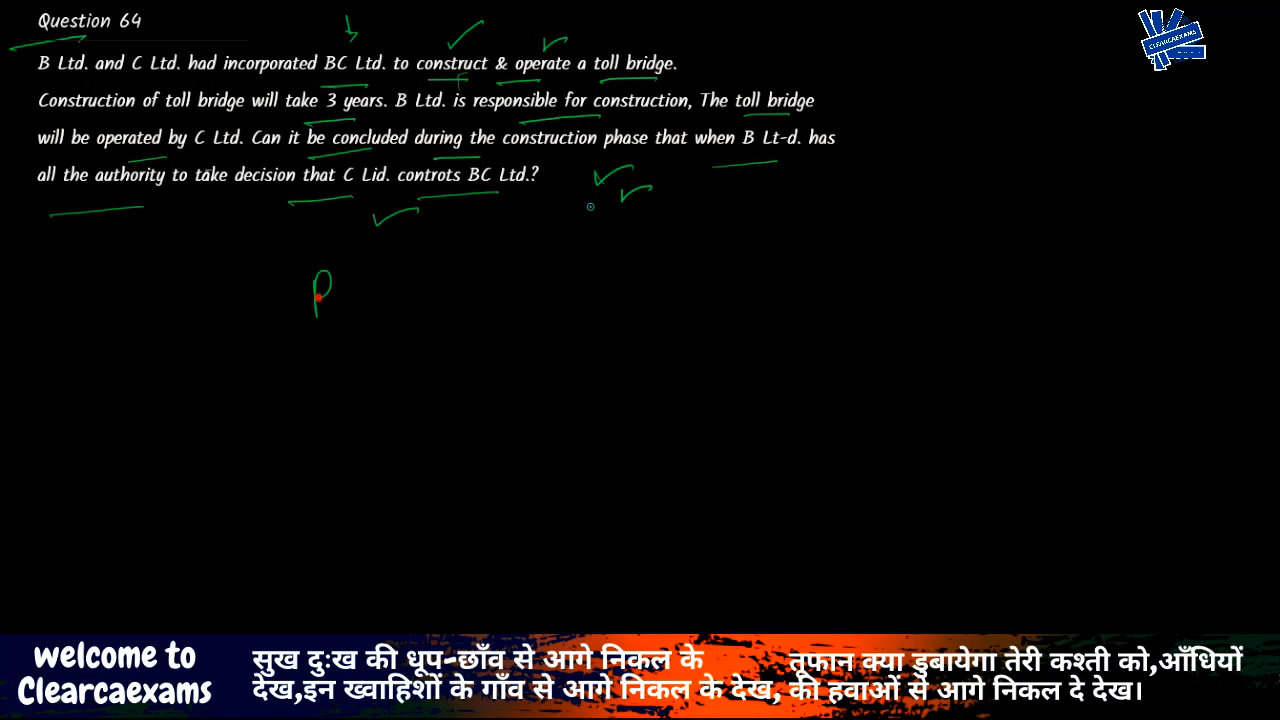 Question 64
B Ltd. and C Ltd. had incorporated BC Ltd. to construct & operate a toll bridge.
Construction of toll bridge will take 3 years. B Ltd. is responsible for construction, The toll bridge
will be operated by C Ltd. Can it be concluded during the construction phase that when B Lt-d. has
all the authority to take decision that C Lid. controts BC Ltd.?
CLEARCAEXAMS
P
welcome to
Clearcaexams
सुख दुःख की धूप-छाँव से आगे निकल के
देख,इन ख्वाहिशों के गाँव से आगे निकल के देख,
तूफान क्या डुबायेगा तेरी कश्ती को,आँधियों
की हवाओं से आगे निकल दे देख।